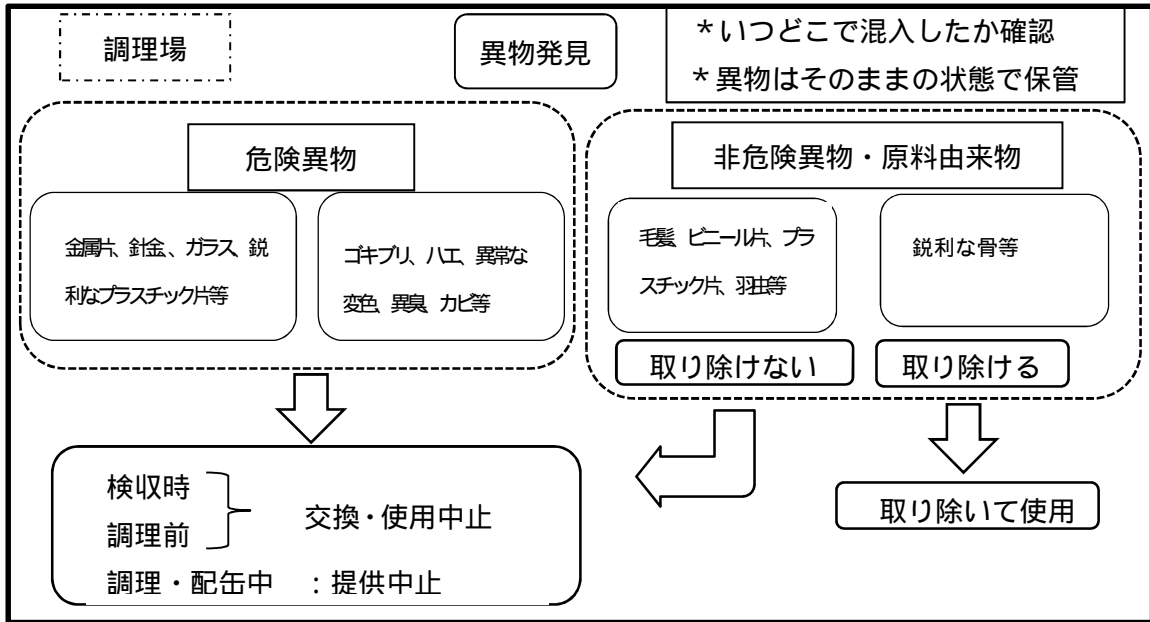 調理場
異物発見
*いつどこで混入したか確認
*異物はそのままの状態で保管
危険異物
金属片、針金、ガラス、鋭
利なプラスチック片等
ゴキブリ、ハエ、異常な
変色、異臭、カビ等
非危険異物・原料由来物
毛髪、ビニール片、プラ
スチック片、羽虫等
鋭利な骨等
取り除けない
取り除ける
検収時
調理前
交換・使用中止
調理・配缶中 :提供中止
取り除いて使用